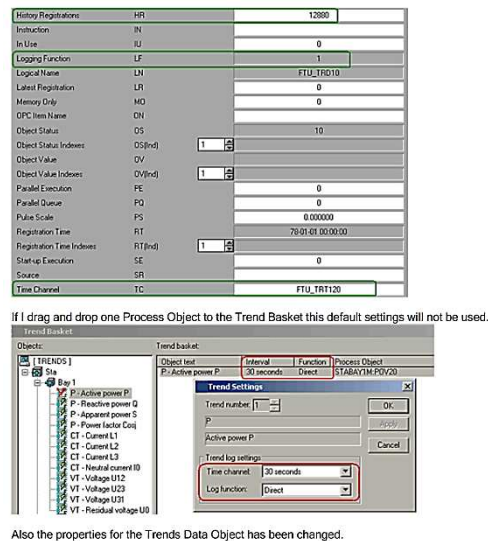 History Registrations HR 12880
Instruction IN
In Use IU 0
Logging Function LF 1
Logical Name LN FTU_TRD10
Latest Registration LR 0
Memory Only MO 0
OPC Item Name ON
Object Status OS 10
Object Status Indexes OS(Ind) 1
Object Value OV
Object Value Indexes OV(Ind) 1
Parallel Execution PE 0
Parallel Queue PQ 0
Pulse Scale PS 0.000000
Registration Time RT 78-01-01 00:00:00
Registration Time Indexes RT(Ind) 1
Start-up Execution SE 0
Source SR
Time Channel TC FTU_TRT120
If I drag and drop one Process Object to the Trend Basket this default settings will not be used.
Trend Basket
Objects: Trend basket:
[TRENDS] Object text Interval Function Process Object
Sta P - Active power P 30 seconds Direct STABAY1M:POV20
Bay 1
P - Active power P
P - Reactive power Q
P - Apparent power S
P - Power factor Cosj
CT - Current L1
CT - Current L2
CT - Current L3
CT - Neutral current I0
VT - Voltage U12
VT - Voltage U23
VT - Voltage U31
VT - Residual voltage U0
Trend Settings
Trend number: 1 OK
P Apply
Active power P Cancel
Trend log settings
Time channel: 30 seconds
Log function: Direct
Also the properties for the Trends Data Object has been changed.